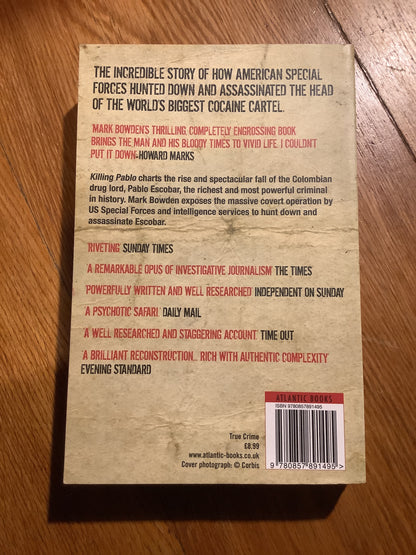 THE INCREDIBLE STORY OF HOW AMERICAN SPECIAL
FORCES HUNTED DOWN AND ASSASSINATED THE HEAD
OF THE WORLD'S BIGGEST COCAINE CARTEL.
'MARK BOWDEN'S THRILLING, COMPLETELY ENGROSSING BOOK
BRINGS THE MAN AND HIS BLOODY TIMES TO VIVID LIFE. I COULDN'T
PUT IT DOWN' HOWARD MARKS
Killing Pablo charts the rise and spectacular fall of the Colombian
drug lord, Pablo Escobar, the richest and most powerful criminal
in history. Mark Bowden exposes the massive covert operation by
US Special Forces and intelligence services to hunt down and
assassinate Escobar.
'RIVETING' SUNDAY TIMES
'A REMARKABLE OPUS OF INVESTIGATIVE JOURNALISM' THE TIMES
'POWERFULLY WRITTEN AND WELL RESEARCHED' INDEPENDENT ON SUNDAY
'A PSYCHOTIC SAFARI' DAILY MAIL
'A WELL RESEARCHED AND STAGGERING ACCOUNT' TIME OUT
'A BRILLIANT RECONSTRUCTION... RICH WITH AUTHENTIC COMPLEXITY'
EVENING STANDARD
True Crime
£8.99
www.atlantic-books.co.uk
Cover photograph: © Corbis
ATLANTIC BOOKS
ISBN 9780857891495
9 780857 891495>